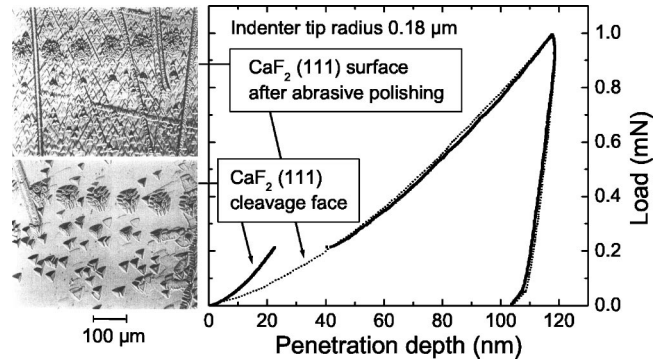 Indenter tip radius 0.18 µm
CaF2 (111) surface
after abrasive polishing
CaF2 (111)
cleavage face
100 µm
0 20 40 60 80 100 120
Penetration depth (nm)
1.0
0.8
0.6
0.4
0.2
0.0
Load (mN)